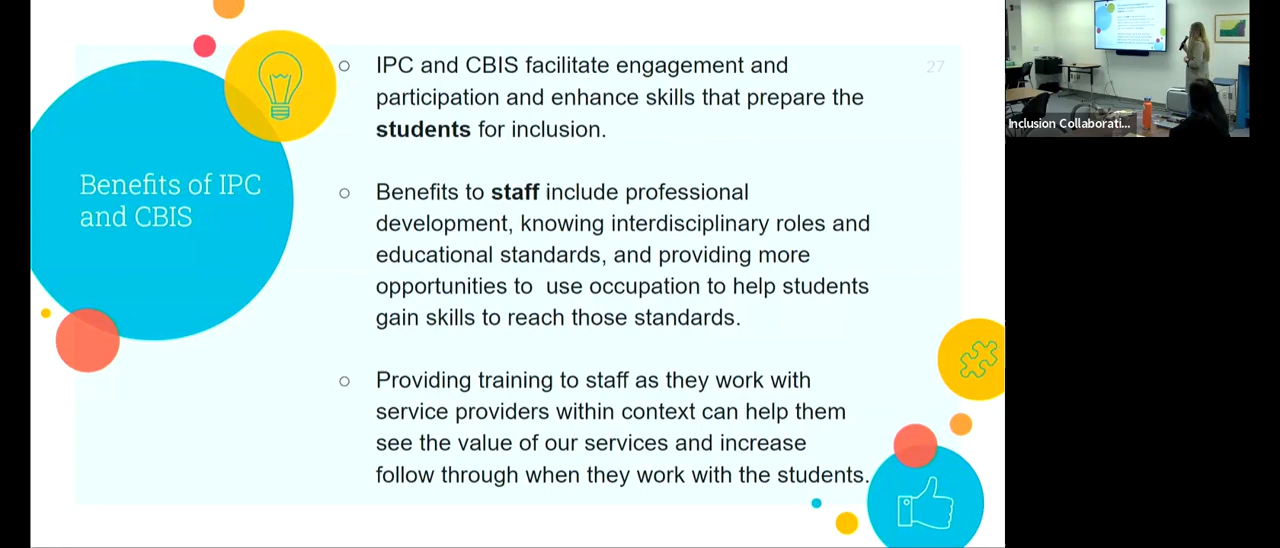 27
Benefits of IPC
and CBIS
○ IPC and CBIS facilitate engagement and
participation and enhance skills that prepare the
students for inclusion.
○ Benefits to staff include professional
development, knowing interdisciplinary roles and
educational standards, and providing more
opportunities to  use occupation to help students
gain skills to reach those standards.
○ Providing training to staff as they work with
service providers within context can help them
see the value of our services and increase
follow through when they work with the students.
Inclusion Collaborati...